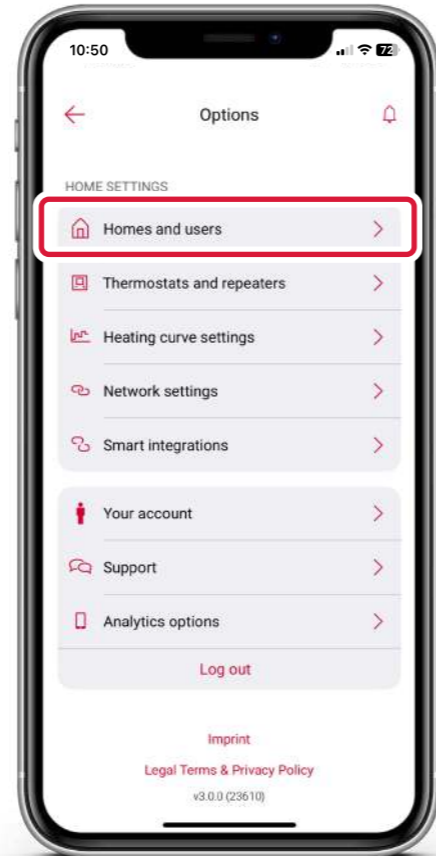 10:50
72
Options
HOME SETTINGS
Homes and users
Thermostats and repeaters
Heating curve settings
Network settings
Smart integrations
Your account
Support
Analytics options
Log out
Imprint
Legal Terms & Privacy Policy
v3.0.0 (23610)